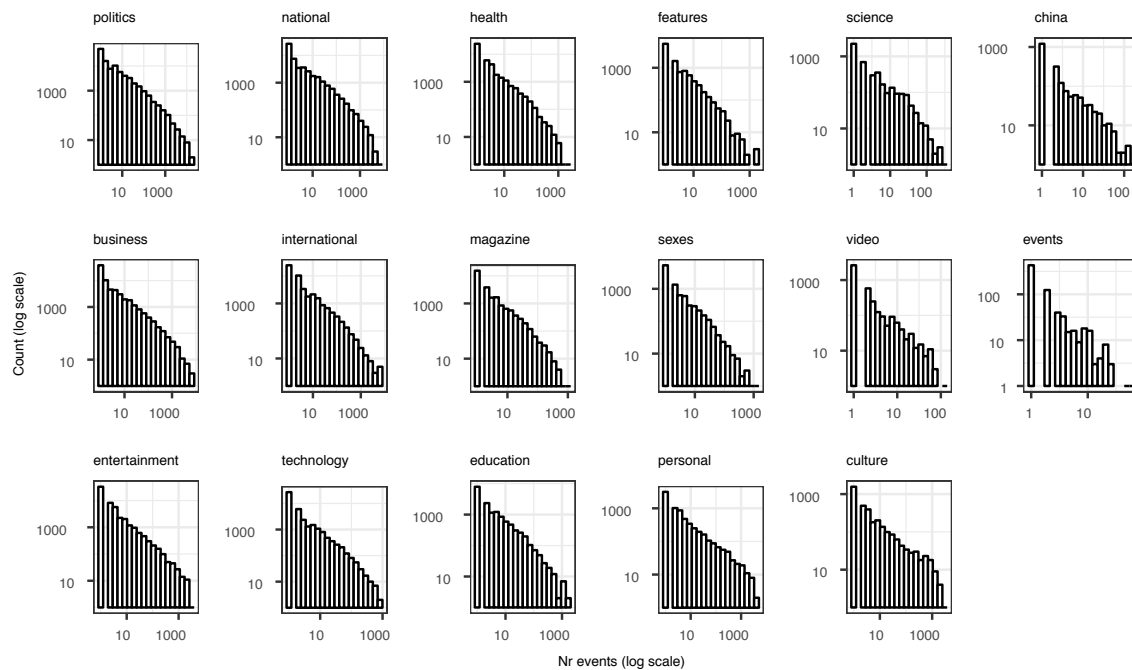 politics national health features science china
1000 1000 1000 1000 1000 1000
10 10 10 10 10 10
10 1000 10 1000 10 1000 10 1000 1 10 100 1 10 100
business international magazine sexes video events
1000 1000 1000 1000 1000 100
10 10 10 10 10 10
1
10 1000 10 1000 10 1000 10 1000 1 10 100 1 10
entertainment technology education personal culture
1000 1000 1000 1000 1000
10 10 10 10 10
10 1000 10 1000 10 1000 10 1000 10 1000
Count (log scale)
Nr events (log scale)